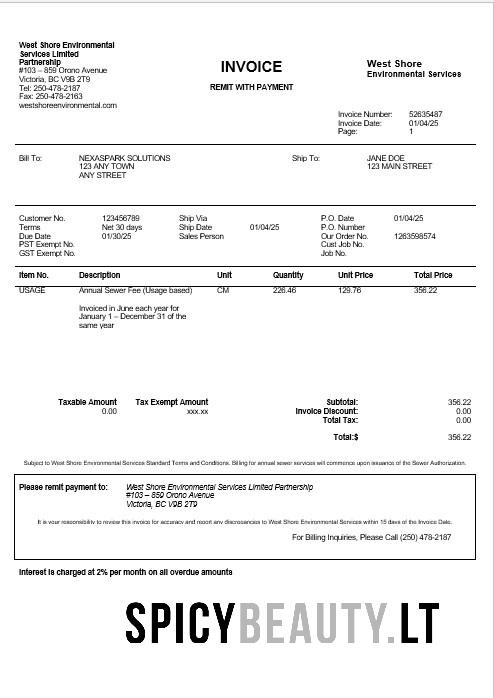 West Shore Environmental
Services Limited
Partnership
#103 – 859 Orono Avenue
Victoria, BC V9B 2T9
Tel: 250-478-2187
Fax: 250-478-2163
westshoreenvironmental.com
INVOICE
REMIT WITH PAYMENT
West Shore
Environmental Services
Invoice Number: 52635487
Invoice Date: 01/04/25
Page: 1
Bill To: NEXASPARK SOLUTIONS
123 ANY TOWN
ANY STREET
Ship To: JANE DOE
123 MAIN STREET
Customer No. 123456789 Ship Via P.O. Date 01/04/25
Terms Net 30 days Ship Date 01/04/25 P.O. Number
Due Date 01/30/25 Sales Person Our Order No. 1263598574
PST Exempt No. Cust Job No.
GST Exempt No. Job No.
Item No. Description Unit Quantity Unit Price Total Price
USAGE Annual Sewer Fee (Usage based) CM 226.46 129.76 356.22
Invoiced in June each year for
January 1 – December 31 of the
same year
Taxable Amount Tax Exempt Amount Subtotal: 356.22
0.00 xxx.xx Invoice Discount: 0.00
Total Tax: 0.00
Total:$ 356.22
Subject to West Shore Environmental Services Standard Terms and Conditions. Billing for annual sewer services will commence upon issuance of the Sewer Authorization.
Please remit payment to: West Shore Environmental Services Limited Partnership
#103 – 859 Orono Avenue
Victoria, BC V9B 2T9
It is your responsibility to review this invoice for accuracy and report any discrepancies to West Shore Environmental Services within 15 days of the Invoice Date.
For Billing Inquiries, Please Call (250) 478-2187
Interest is charged at 2% per month on all overdue amounts
SPICYBEAUTY.LT